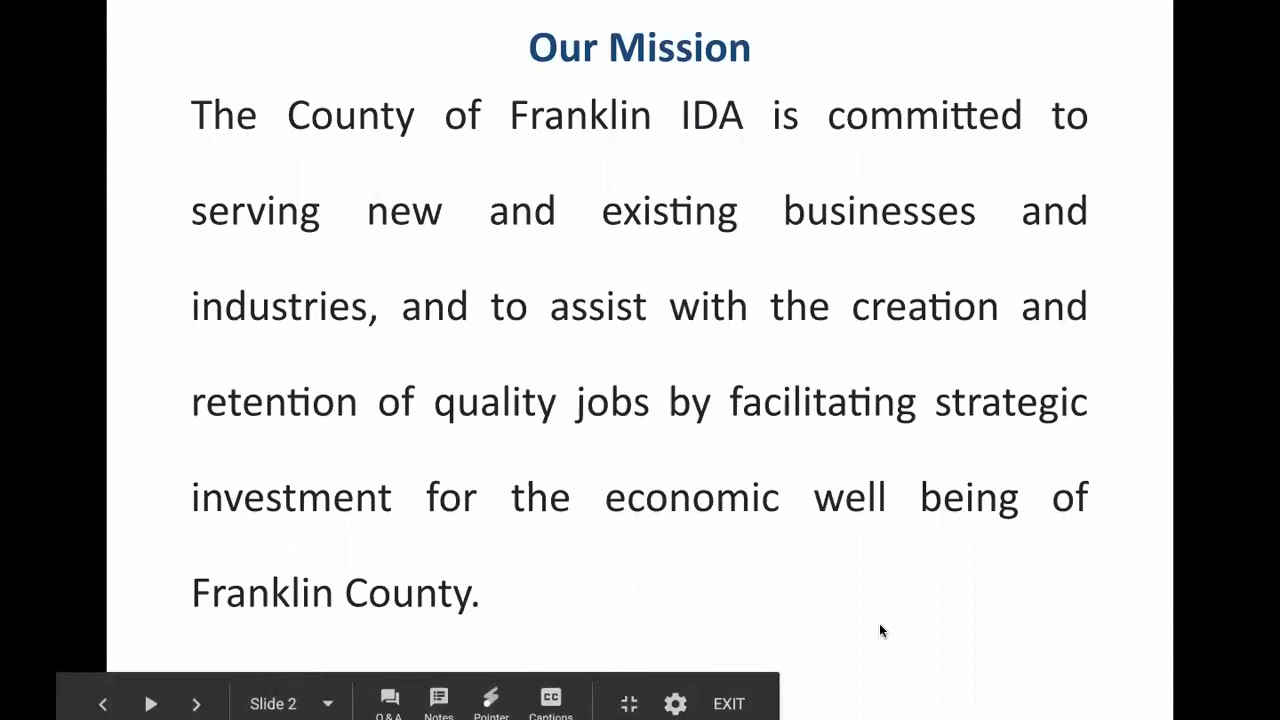 Our Mission
The County of Franklin IDA is committed to
serving new and existing businesses and
industries, and to assist with the creation and
retention of quality jobs by facilitating strategic
investment for the economic well being of
Franklin County.
Slide 2
Q & A Notes Pointer Captions
CC
EXIT